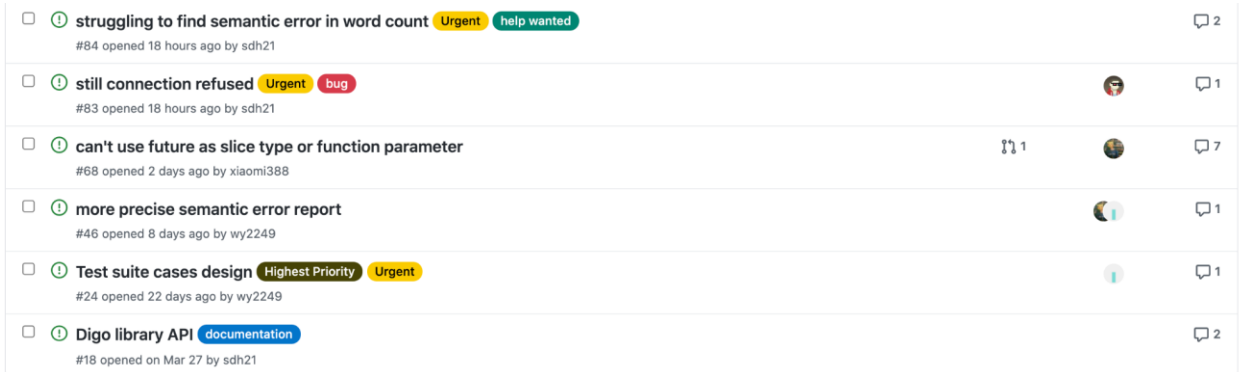 struggling to find semantic error in word count Urgent help wanted 2
#84 opened 18 hours ago by sdh21
still connection refused Urgent bug 1
#83 opened 18 hours ago by sdh21
can't use future as slice type or function parameter 1 7
#68 opened 2 days ago by xiaomi388
more precise semantic error report 1
#46 opened 8 days ago by wy2249
Test suite cases design Highest Priority Urgent 1
#24 opened 22 days ago by wy2249
Digo library API documentation 2
#18 opened on Mar 27 by sdh21